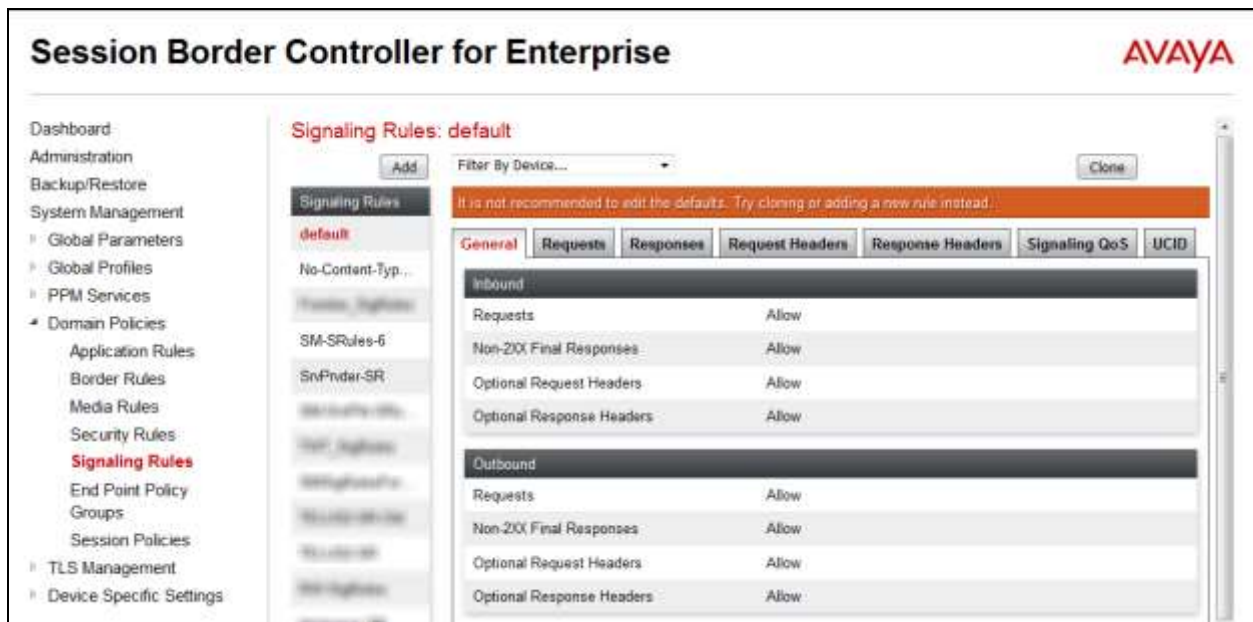 Session Border Controller for Enterprise
AVAYA
Dashboard
Administration
Backup/Restore
System Management
Global Parameters
Global Profiles
PPM Services
Domain Policies
Application Rules
Border Rules
Media Rules
Security Rules
Signaling Rules
End Point Policy
Groups
Session Policies
TLS Management
Device Specific Settings
Signaling Rules: default
Add
Filter By Device...
Clone
Signaling Rules
default
No-Content-Typ...
SM-SRules-6
SrvPrvder-SR
It is not recommended to edit the defaults. Try cloning or adding a new rule instead.
General Requests Responses Request Headers Response Headers Signaling QoS UCID
Inbound
Requests Allow
Non-2XX Final Responses Allow
Optional Request Headers Allow
Optional Response Headers Allow
Outbound
Requests Allow
Non-2XX Final Responses Allow
Optional Request Headers Allow
Optional Response Headers Allow